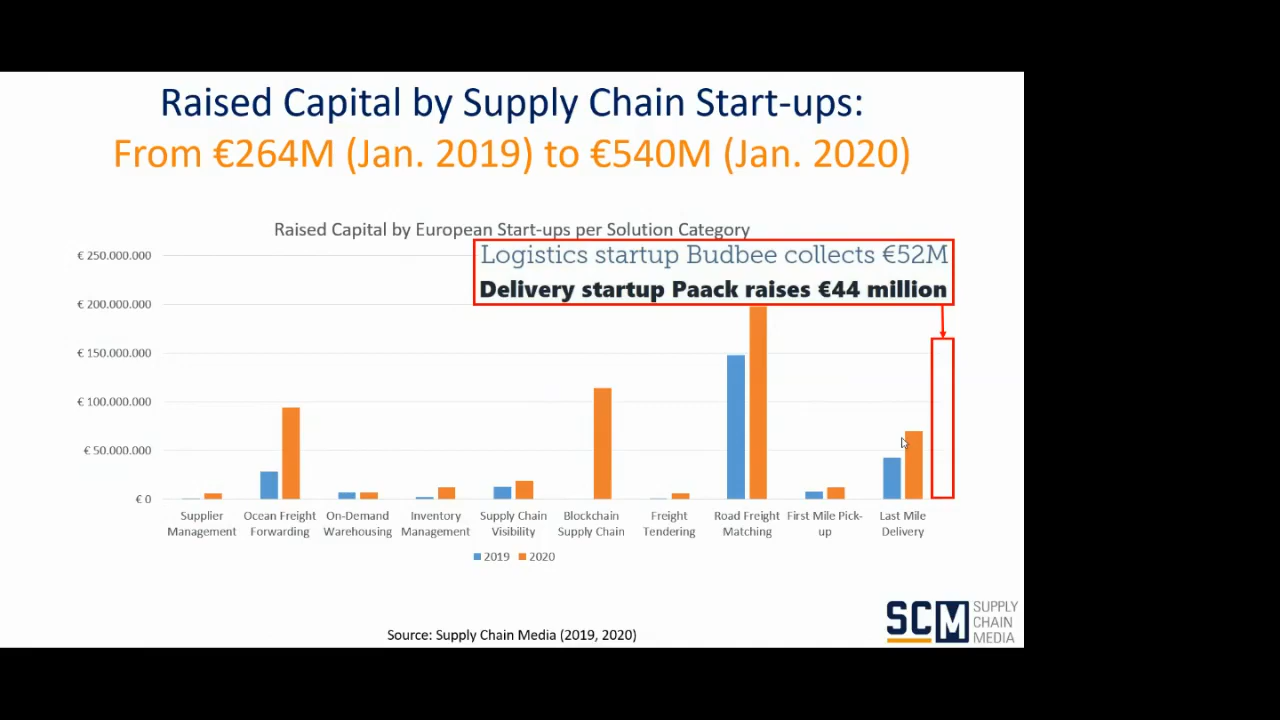 Raised Capital by Supply Chain Start-ups:
From €264M (Jan. 2019) to €540M (Jan. 2020)
Raised Capital by European Start-ups per Solution Category
Logistics startup Budbee collects €52M
Delivery startup Paack raises €44 million
€ 250.000.000
€ 200.000.000
€ 150.000.000
€ 100.000.000
€ 50.000.000
€ 0
Supplier
Management
Ocean Freight
Forwarding
On-Demand
Warehousing
Inventory
Management
Supply Chain
Visibility
Blockchain
Supply Chain
Freight
Tendering
Road Freight
Matching
First Mile Pick-
up
Last Mile
Delivery
2019 2020
Source: Supply Chain Media (2019, 2020)
SCM
SUPPLY
CHAIN
MEDIA